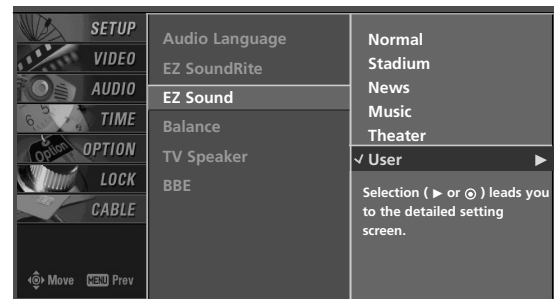 SETUP
VIDEO
AUDIO
TIME
Option OPTION
LOCK
CABLE
Move MENU Prev
Audio Language
EZ SoundRite
EZ Sound
Balance
TV Speaker
BBE
Normal
Stadium
News
Music
Theater
✓ User ►
Selection ( ► or ◉ ) leads you
to the detailed setting
screen.